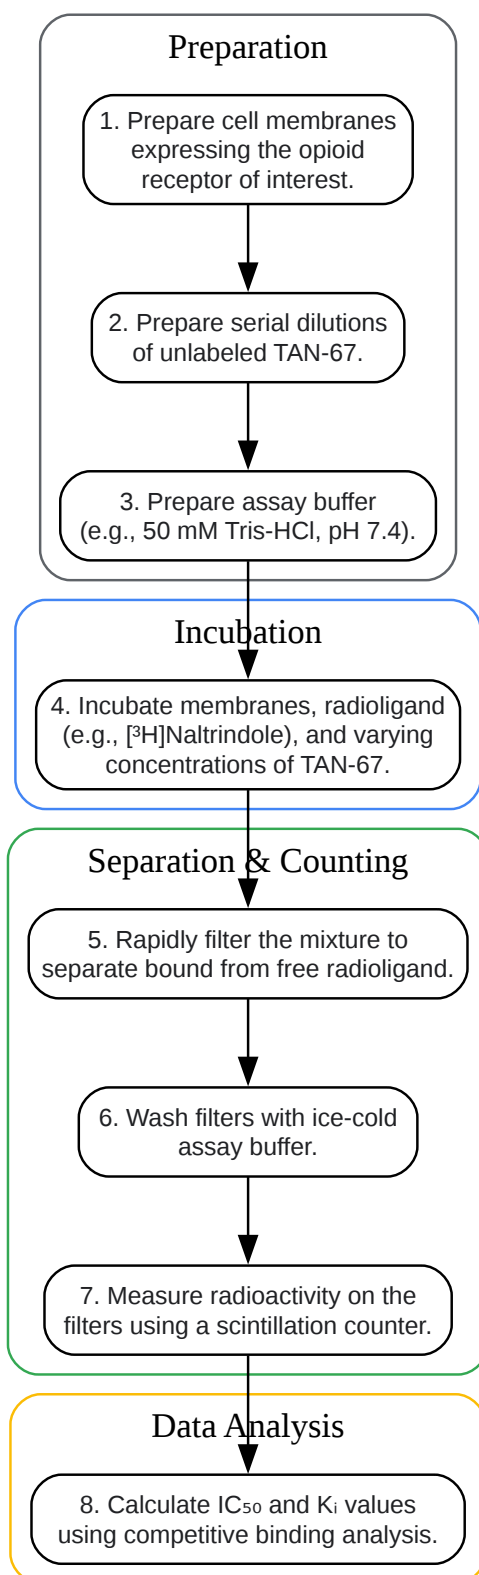 Preparation
1. Prepare cell membranes
expressing the opioid
receptor of interest.
2. Prepare serial dilutions
of unlabeled TAN-67.
3. Prepare assay buffer
(e.g., 50 mM Tris-HCl, pH 7.4).
Incubation
4. Incubate membranes, radioligand
(e.g., [³H]Naltrindole), and varying
concentrations of TAN-67.
Separation & Counting
5. Rapidly filter the mixture to
separate bound from free radioligand.
6. Wash filters with ice-cold
assay buffer.
7. Measure radioactivity on the
filters using a scintillation counter.
Data Analysis
8. Calculate IC₅₀ and Kᵢ values
using competitive binding analysis.